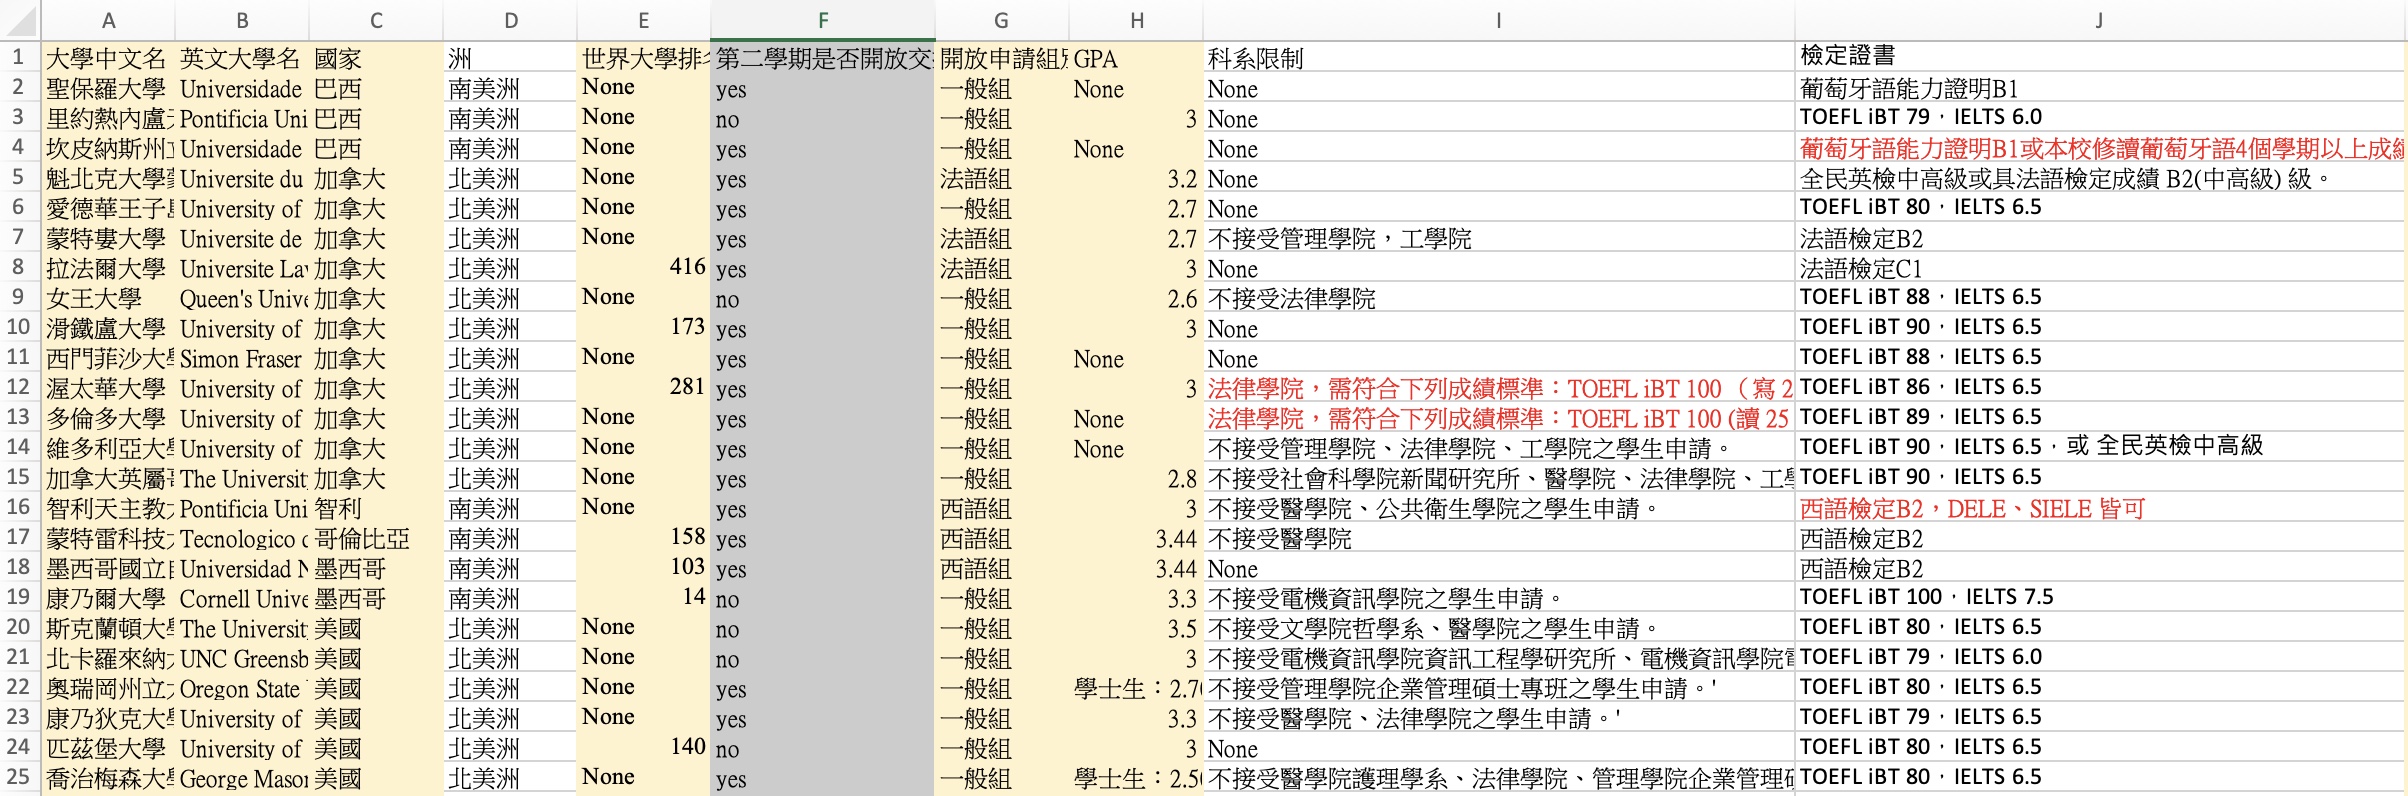 A B C D E F G H I J
1 大學中文名 英文大學名 國家 洲 世界大學排 第二學期是否開放交 開放申請組 GPA 科系限制 檢定證書
2 聖保羅大學 Universidade 巴西 南美洲 None yes 一般組 None None 葡萄牙語能力證明B1
3 里約熱內盧 Pontificia Uni 巴西 南美洲 None no 一般組 3 None TOEFL iBT 79，IELTS 6.0
4 坎皮納斯州 Universidade 巴西 南美洲 None yes 一般組 None None 葡萄牙語能力證明B1或本校修讀葡萄牙語4個學期以上成
5 魁北克大學 Universite du 加拿大 北美洲 None yes 法語組 3.2 None 全民英檢中高級或具法語檢定成績 B2(中高級) 級。
6 愛德華王子 University of 加拿大 北美洲 None yes 一般組 2.7 None TOEFL iBT 80，IELTS 6.5
7 蒙特婁大學 Universite de 加拿大 北美洲 None yes 法語組 2.7 不接受管理學院，工學院 法語檢定B2
8 拉法爾大學 Universite La 加拿大 北美洲 416 yes 法語組 3 None 法語檢定C1
9 女王大學 Queen's Unive 加拿大 北美洲 None no 一般組 2.6 不接受法律學院 TOEFL iBT 88，IELTS 6.5
10 滑鐵盧大學 University of 加拿大 北美洲 173 yes 一般組 3 None TOEFL iBT 90，IELTS 6.5
11 西門菲沙大 Simon Fraser 加拿大 北美洲 None yes 一般組 None None TOEFL iBT 88，IELTS 6.5
12 渥太華大學 University of 加拿大 北美洲 281 yes 一般組 3 法律學院，需符合下列成績標準：TOEFL iBT 100 （寫 2 TOEFL iBT 86，IELTS 6.5
13 多倫多大學 University of 加拿大 北美洲 None yes 一般組 None 法律學院，需符合下列成績標準：TOEFL iBT 100 (讀 25 TOEFL iBT 89，IELTS 6.5
14 維多利亞大 University of 加拿大 北美洲 None yes 一般組 None 不接受管理學院、法律學院、工學院之學生申請。 TOEFL iBT 90，IELTS 6.5，或 全民英檢中高級
15 加拿大英屬 The Universit 加拿大 北美洲 None yes 一般組 2.8 不接受社會科學院新聞研究所、醫學院、法律學院、工 TOEFL iBT 90，IELTS 6.5
16 智利天主教 Pontificia Uni 智利 南美洲 None yes 西語組 3 不接受醫學院、公共衛生學院之學生申請。 西語檢定B2，DELE、SIELE 皆可
17 蒙特雷科技 Tecnologico 哥倫比亞 南美洲 158 yes 西語組 3.44 不接受醫學院 西語檢定B2
18 墨西哥國立 Universidad N 墨西哥 南美洲 103 yes 西語組 3.44 None 西語檢定B2
19 康乃爾大學 Cornell Unive 墨西哥 南美洲 14 no 一般組 3.3 不接受電機資訊學院之學生申請。 TOEFL iBT 100，IELTS 7.5
20 斯克蘭頓大 The Universit 美國 北美洲 None no 一般組 3.5 不接受文學院哲學系、醫學院之學生申請。 TOEFL iBT 80，IELTS 6.5
21 北卡羅來納 UNC Greensb 美國 北美洲 None no 一般組 3 不接受電機資訊學院資訊工程學研究所、電機資訊學院 TOEFL iBT 79，IELTS 6.0
22 奧瑞岡州立 Oregon State 美國 北美洲 None yes 一般組 學士生：2.7 不接受管理學院企業管理碩士專班之學生申請。' TOEFL iBT 80，IELTS 6.5
23 康乃狄克大 University of 美國 北美洲 None yes 一般組 3.3 不接受醫學院、法律學院之學生申請。' TOEFL iBT 79，IELTS 6.5
24 匹茲堡大學 University of 美國 北美洲 140 no 一般組 3 None TOEFL iBT 80，IELTS 6.5
25 喬治梅森大 George Maso 美國 北美洲 None yes 一般組 學士生：2.5 不接受醫學院護理學系、法律學院、管理學院企業管理 TOEFL iBT 80，IELTS 6.5